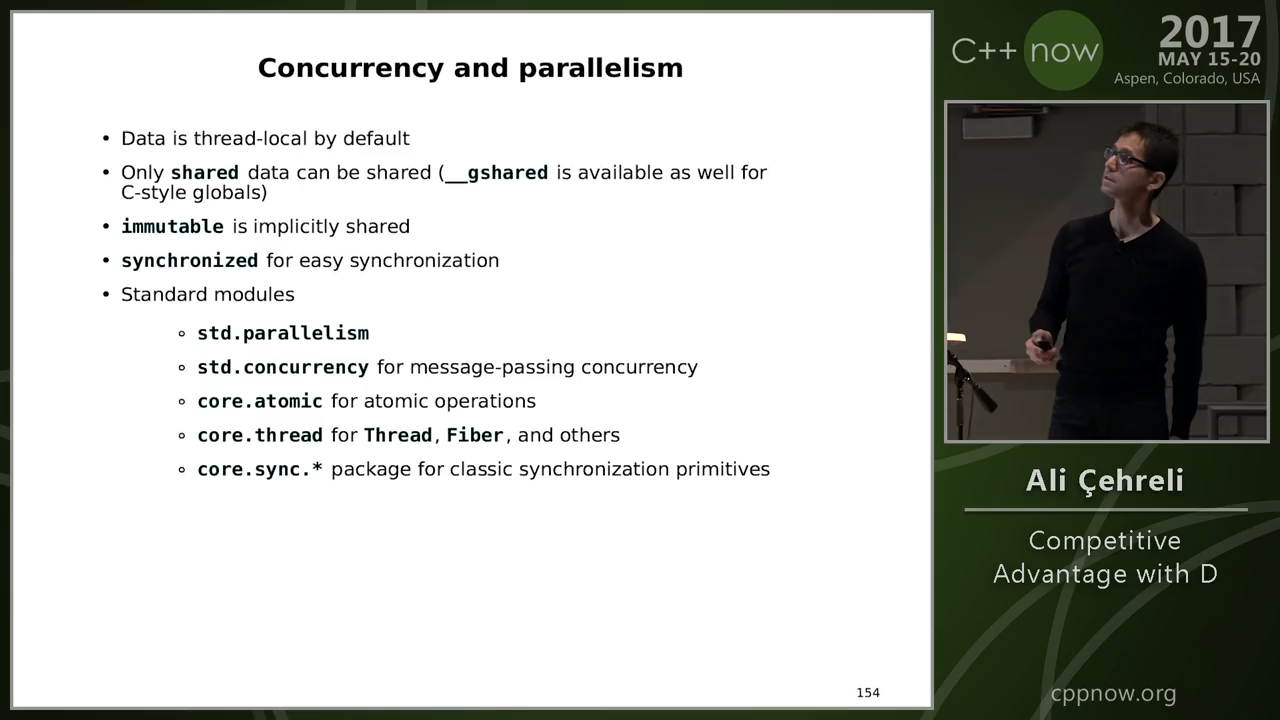 Concurrency and parallelism
• Data is thread-local by default
• Only shared data can be shared (__gshared is available as well for
C-style globals)
• immutable is implicitly shared
• synchronized for easy synchronization
• Standard modules
◦ std.parallelism
◦ std.concurrency for message-passing concurrency
◦ core.atomic for atomic operations
◦ core.thread for Thread, Fiber, and others
◦ core.sync.* package for classic synchronization primitives
154
C++ now
2017
MAY 15-20
Aspen, Colorado, USA
Ali Çehreli
Competitive
Advantage with D
cppnow.org